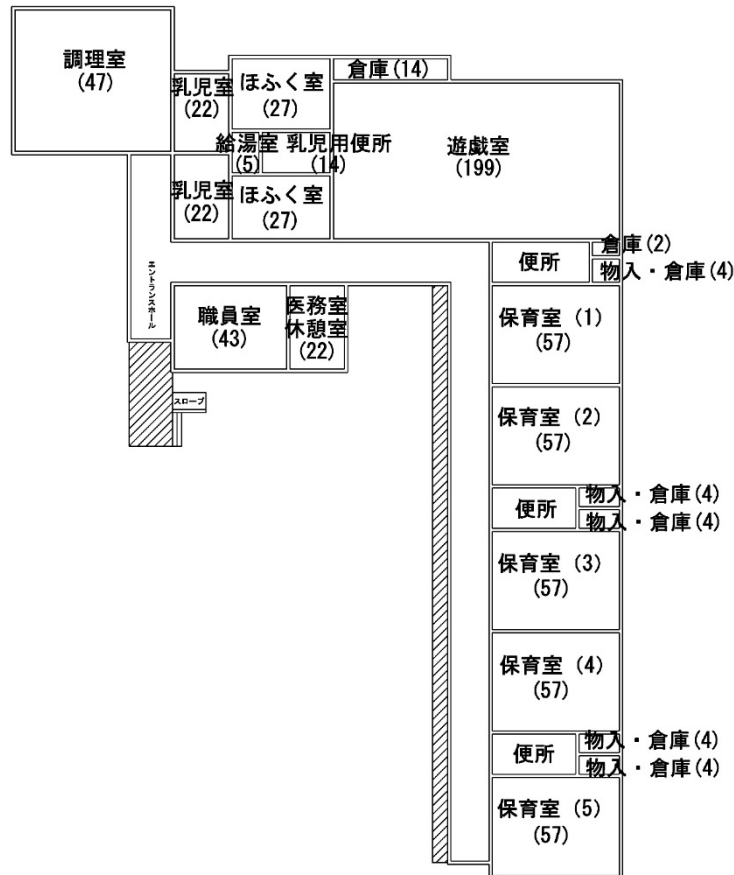 調理室
(47)
乳児室
(22)
ほふく室
(27)
倉庫(14)
給湯室
(5)
乳児用便所
(14)
遊戯室
(199)
乳児室
(22)
ほふく室
(27)
エントランスホール
倉庫(2)
便所
物入・倉庫(4)
職員室
(43)
医務室
休憩室
(22)
保育室 (1)
(57)
スロープ
保育室 (2)
(57)
便所
物入・倉庫(4)
物入・倉庫(4)
保育室 (3)
(57)
保育室 (4)
(57)
便所
物入・倉庫(4)
物入・倉庫(4)
保育室 (5)
(57)